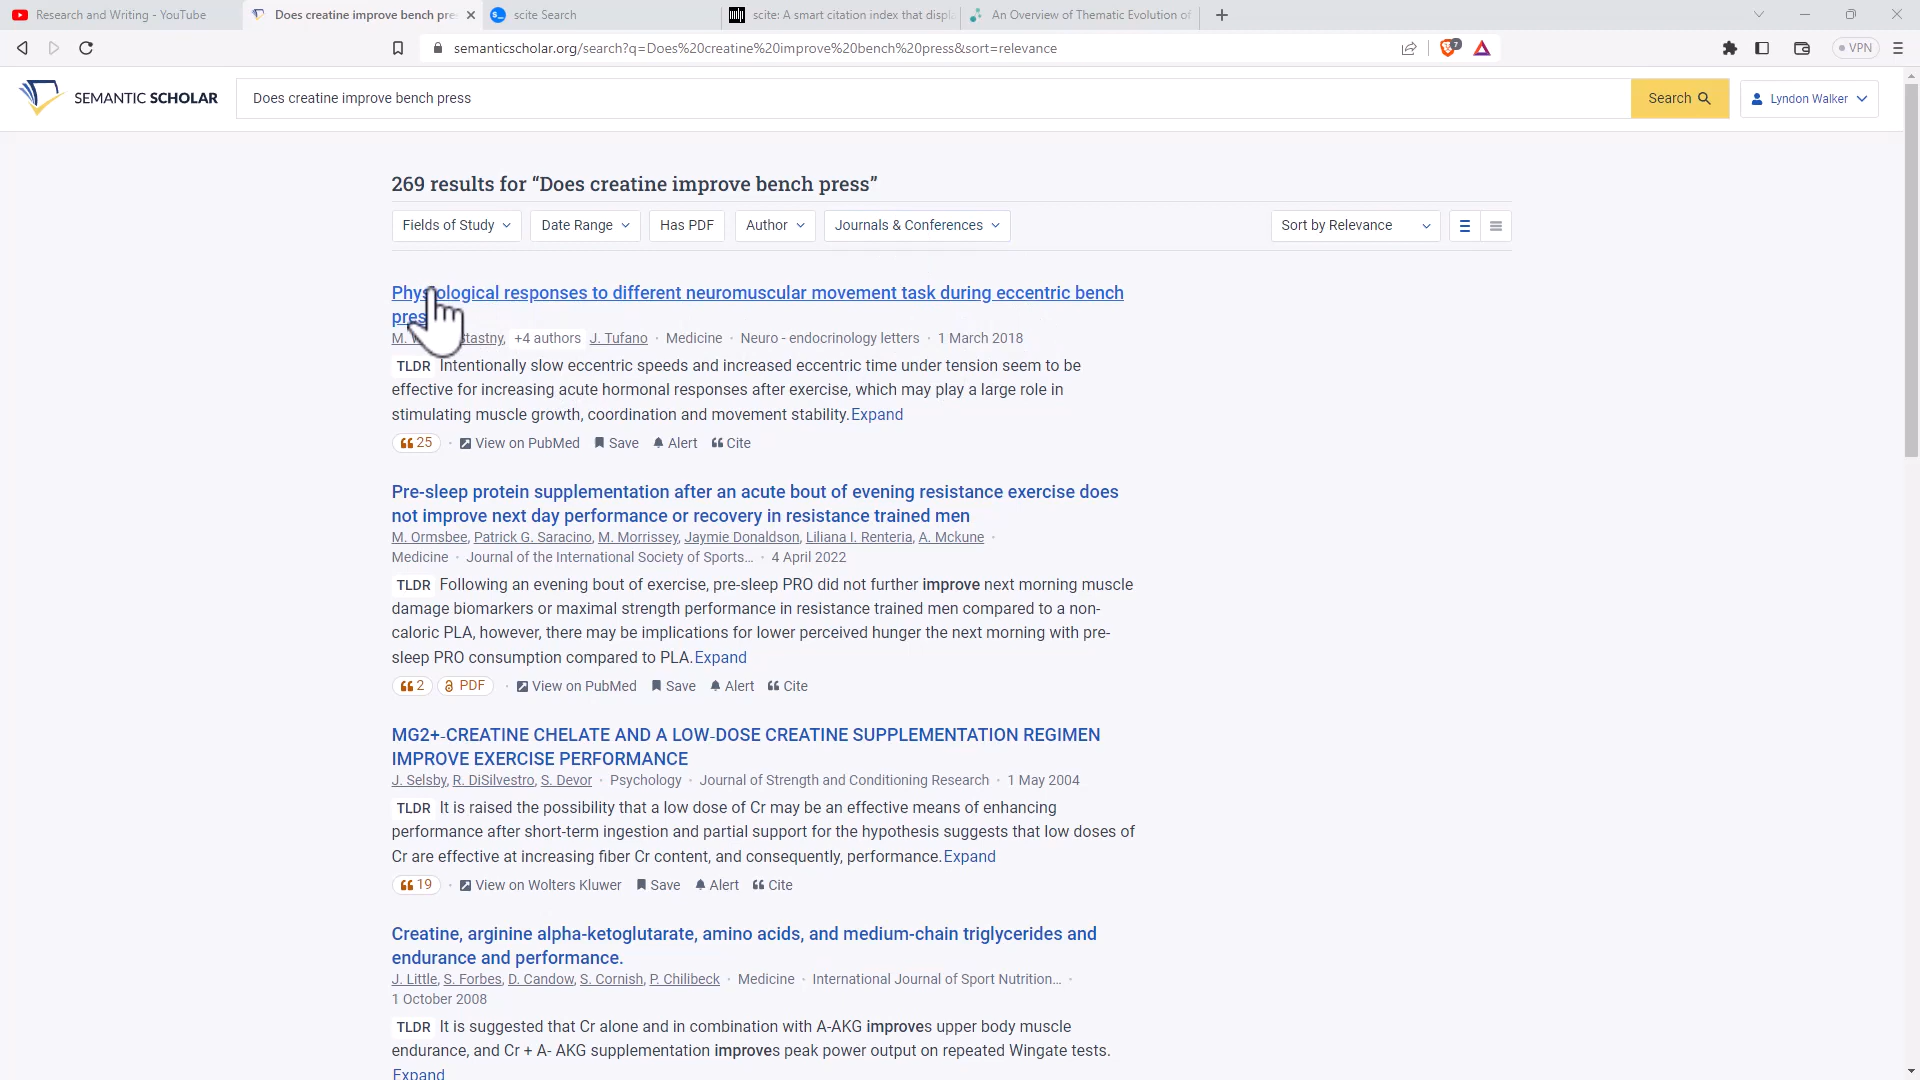 Research and Writing - YouTube
Does creatine improve bench pre
scite Search
scite: A smart citation index that displ
An Overview of Thematic Evolution of
semanticscholar.org/search?q=Does%20creatine%20improve%20bench%20press&sort=relevance
7
VPN
SEMANTIC SCHOLAR
Does creatine improve bench press
Search
Lyndon Walker
269 results for “Does creatine improve bench press”
Fields of Study
Date Range
Has PDF
Author
Journals & Conferences
Sort by Relevance
Phys ological responses to different neuromuscular movement task during eccentric bench
pres
M. V stastny, +4 authors J. Tufano · Medicine · Neuro - endocrinology letters · 1 March 2018
TLDR Intentionally slow eccentric speeds and increased eccentric time under tension seem to be
effective for increasing acute hormonal responses after exercise, which may play a large role in
stimulating muscle growth, coordination and movement stability. Expand
25 · View on PubMed Save Alert Cite
Pre-sleep protein supplementation after an acute bout of evening resistance exercise does
not improve next day performance or recovery in resistance trained men
M. Ormsbee, Patrick G. Saracino, M. Morrissey, Jaymie Donaldson, Liliana I. Renteria, A. Mckune ·
Medicine · Journal of the International Society of Sports… · 4 April 2022
TLDR Following an evening bout of exercise, pre-sleep PRO did not further improve next morning muscle
damage biomarkers or maximal strength performance in resistance trained men compared to a non-
caloric PLA, however, there may be implications for lower perceived hunger the next morning with pre-
sleep PRO consumption compared to PLA. Expand
2 PDF · View on PubMed Save Alert Cite
MG2+-CREATINE CHELATE AND A LOW-DOSE CREATINE SUPPLEMENTATION REGIMEN
IMPROVE EXERCISE PERFORMANCE
J. Selsby, R. DiSilvestro, S. Devor · Psychology · Journal of Strength and Conditioning Research · 1 May 2004
TLDR It is raised the possibility that a low dose of Cr may be an effective means of enhancing
performance after short-term ingestion and partial support for the hypothesis suggests that low doses of
Cr are effective at increasing fiber Cr content, and consequently, performance. Expand
19 · View on Wolters Kluwer Save Alert Cite
Creatine, arginine alpha-ketoglutarate, amino acids, and medium-chain triglycerides and
endurance and performance.
J. Little, S. Forbes, D. Candow, S. Cornish, P. Chilibeck · Medicine · International Journal of Sport Nutrition… ·
1 October 2008
TLDR It is suggested that Cr alone and in combination with A-AKG improves upper body muscle
endurance, and Cr + A- AKG supplementation improves peak power output on repeated Wingate tests.
Expand